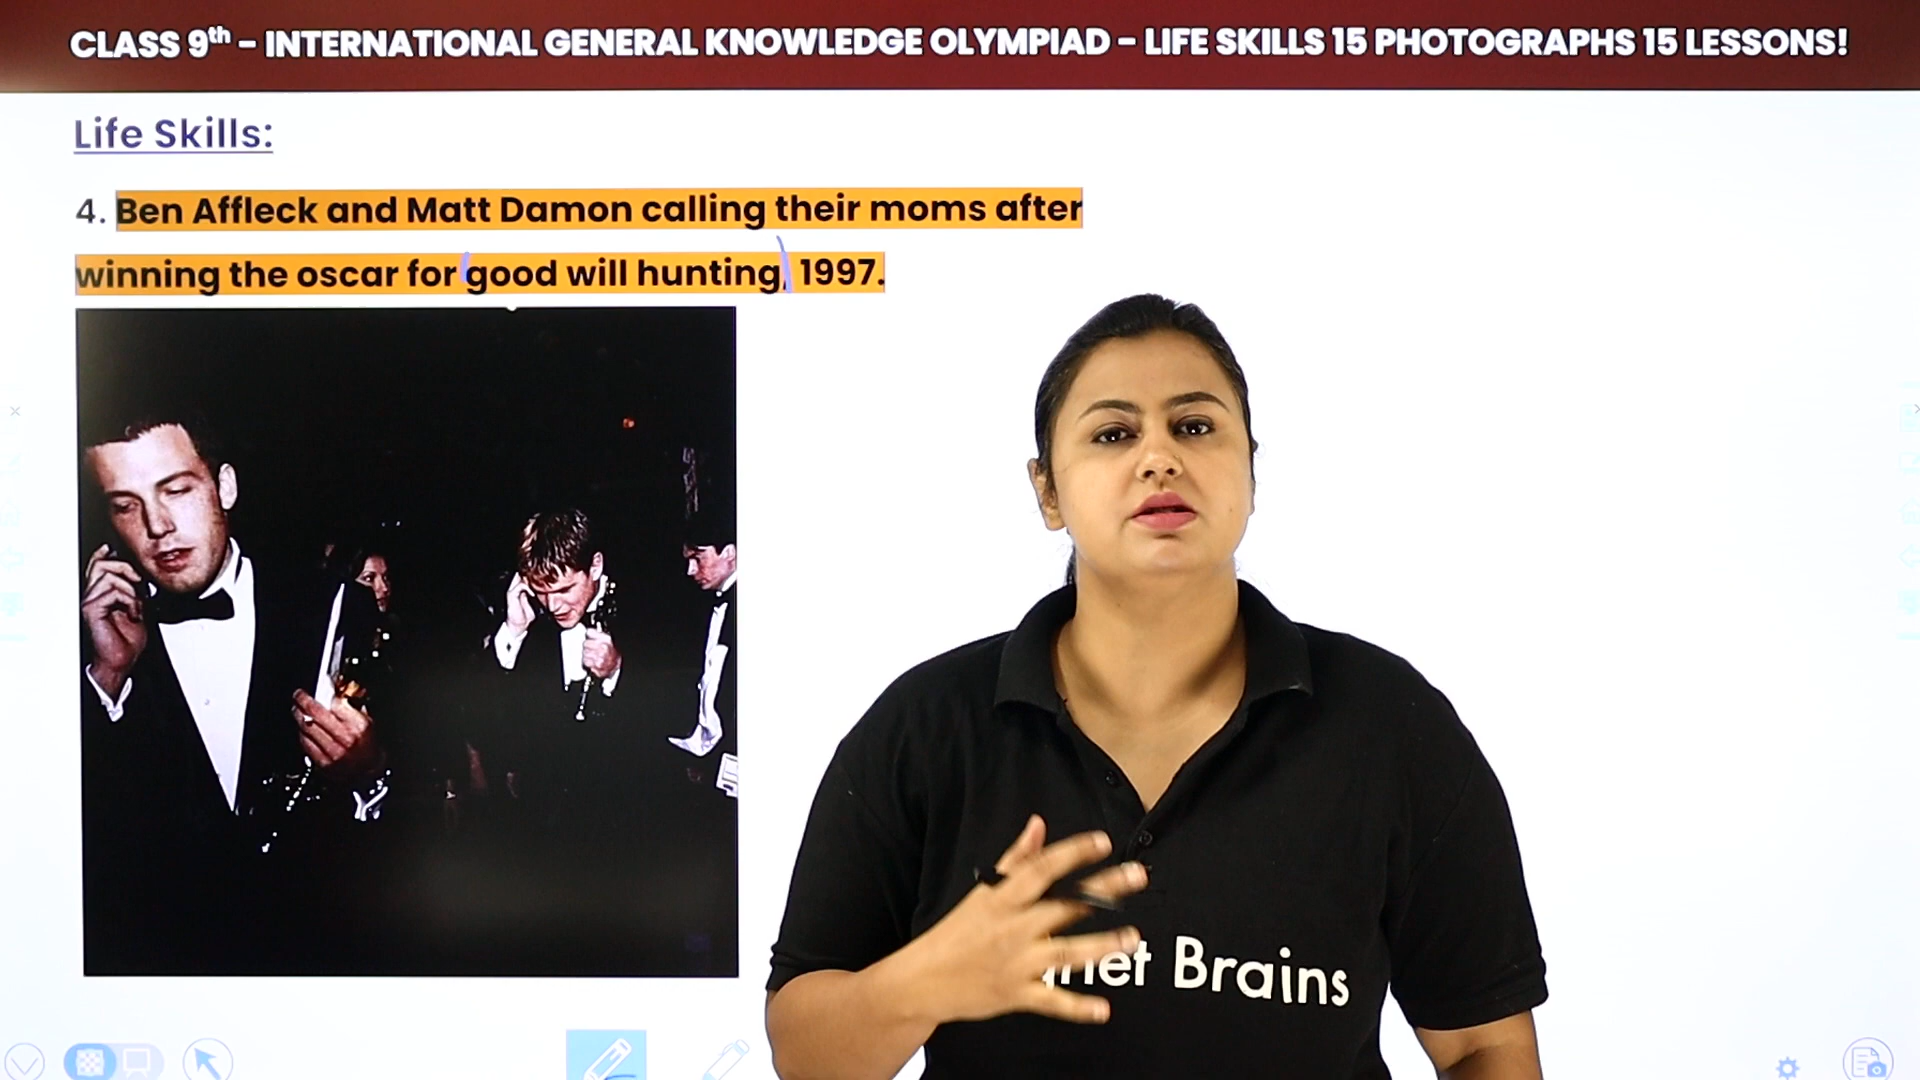 CLASS 9th - INTERNATIONAL GENERAL KNOWLEDGE OLYMPIAD - LIFE SKILLS 15 PHOTOGRAPHS 15 LESSONS!
Life Skills:
4. Ben Affleck and Matt Damon calling their moms after
winning the oscar for good will hunting, 1997.
net Brains